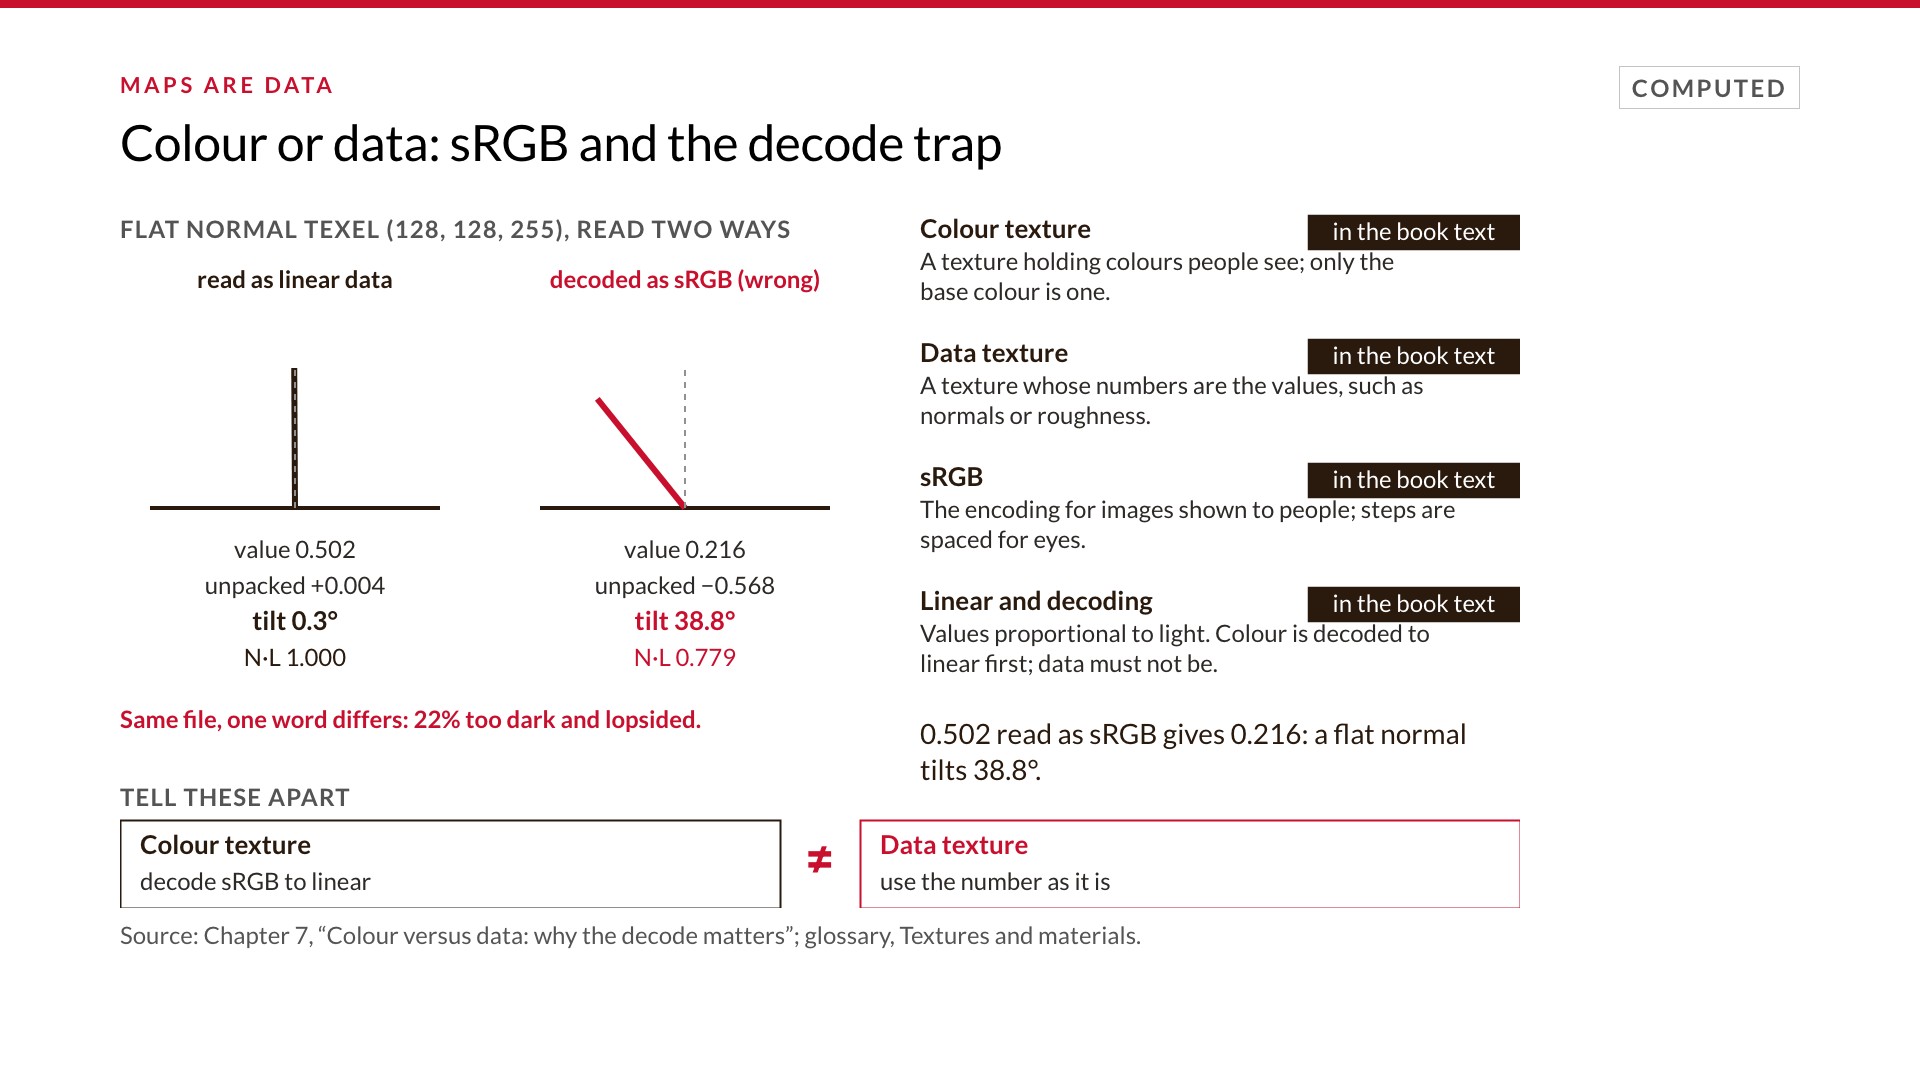 MAPS ARE DATA
COMPUTED
Colour or data: sRGB and the decode trap
FLAT NORMAL TEXEL (128, 128, 255), READ TWO WAYS
read as linear data
decoded as sRGB (wrong)
value 0.502
unpacked +0.004
tilt 0.3°
N·L 1.000
value 0.216
unpacked −0.568
tilt 38.8°
N·L 0.779
Same file, one word differs: 22% too dark and lopsided.
Colour texture
in the book text
A texture holding colours people see; only the
base colour is one.
Data texture
in the book text
A texture whose numbers are the values, such as
normals or roughness.
sRGB
in the book text
The encoding for images shown to people; steps are
spaced for eyes.
Linear and decoding
in the book text
Values proportional to light. Colour is decoded to
linear first; data must not be.
0.502 read as sRGB gives 0.216: a flat normal
tilts 38.8°.
TELL THESE APART
Colour texture
decode sRGB to linear
≠
Data texture
use the number as it is
Source: Chapter 7, “Colour versus data: why the decode matters”; glossary, Textures and materials.